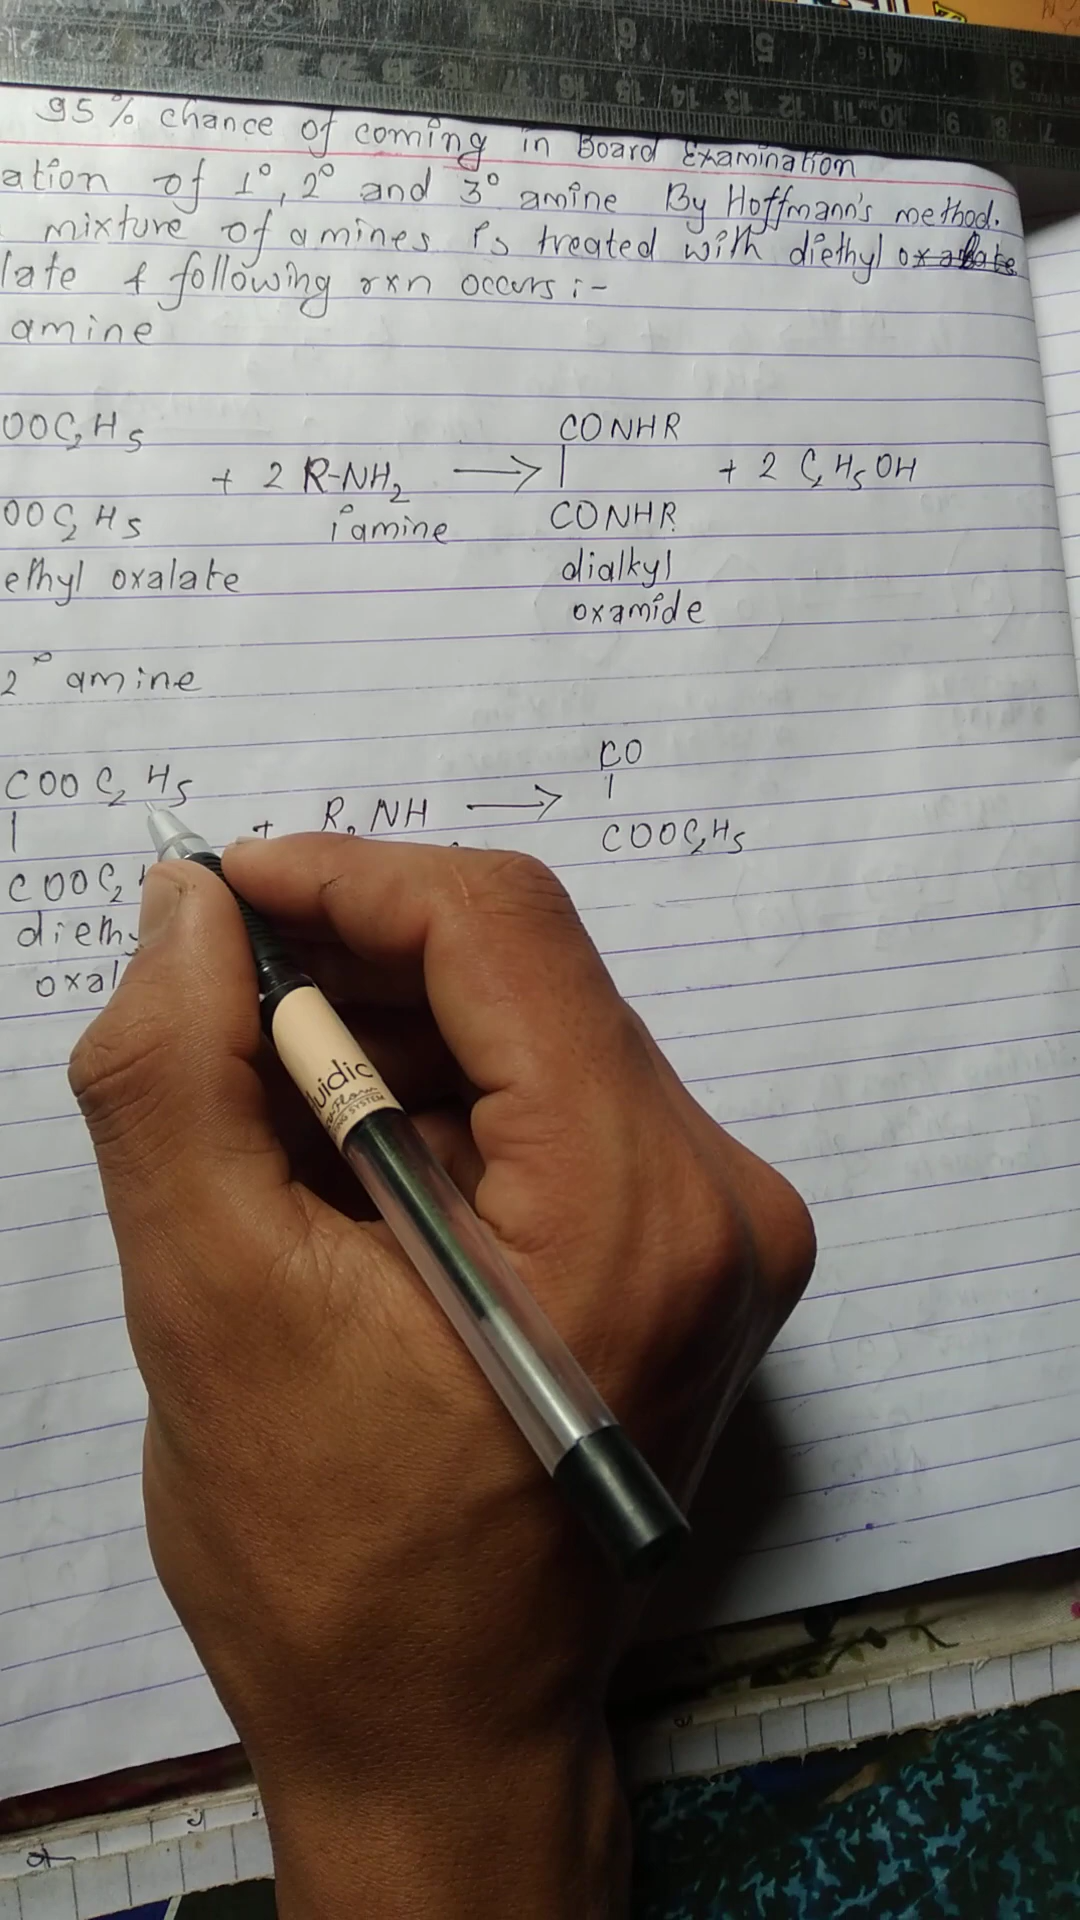 95% chance of coming in Board Examination
ation of 1°, 2° and 3° amine By Hoffmann's method.
mixture of amines is treated with diethyl oxalate
late & following rxn occurs :-
amine
OOC2H5 CONHR
+ 2 R-NH2 → | + 2 C2H5OH
OOC2H5 1° amine CONHR
ethyl oxalate dialkyl
oxamide
2° amine
COOC2H5 CO
| + R2NH → |
COOC2 COOC2H5
diethy
oxal
luidic